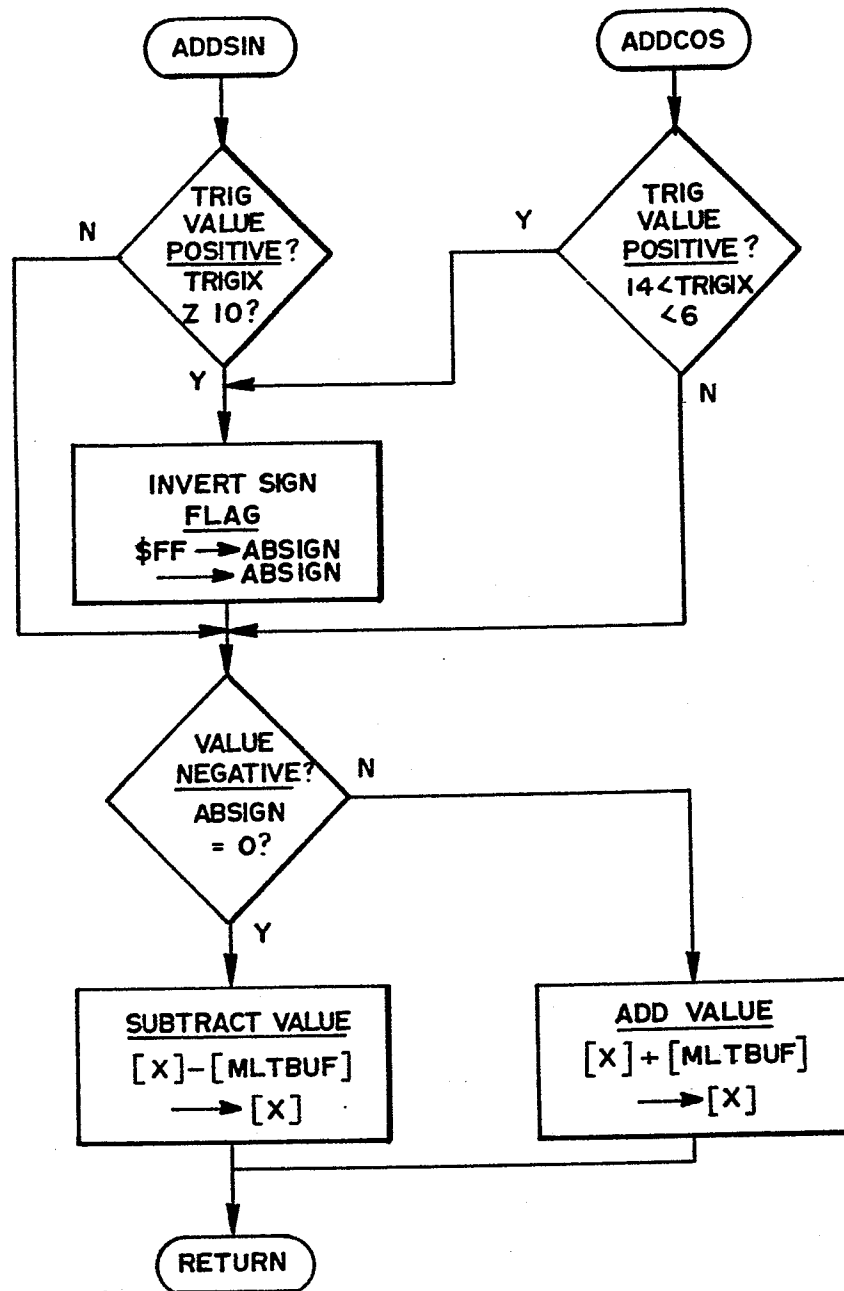 ADDSIN
ADDCOS
TRIG
VALUE
POSITIVE?
TRIGIX
Z 10?
N
Y
TRIG
VALUE
POSITIVE?
14<TRIGIX
<6
Y
N
INVERT SIGN
FLAG
$FF → ABSIGN
→ ABSIGN
VALUE
NEGATIVE?
ABSIGN
= 0?
N
Y
SUBTRACT VALUE
[X]-[MLTBUF]
→ [X]
ADD VALUE
[X]+[MLTBUF]
→ [X]
RETURN